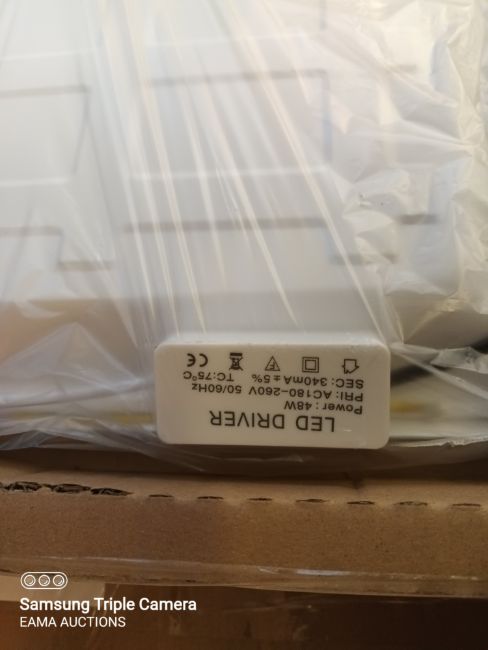 LED DRIVER
Power : 48W
PRI: AC180-260V 50/60Hz
SEC: 340mA±5% TC:75°C
F
CE
Samsung Triple Camera
EAMA AUCTIONS